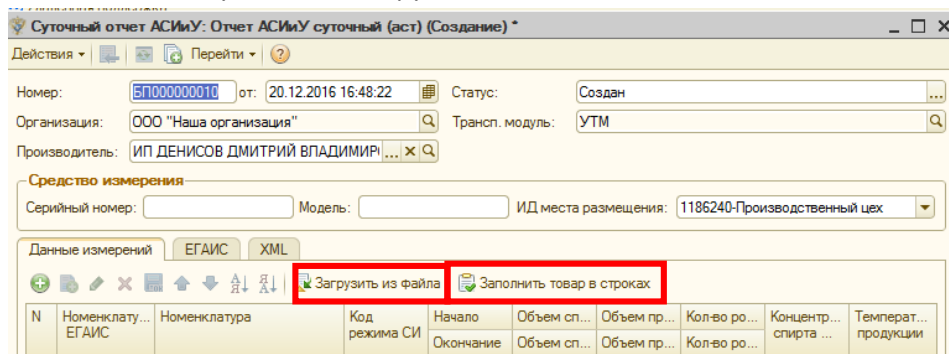 Суточный отчет АСИиУ: Отчет АСИиУ суточный (аст) (Создание) *
Действия Перейти
Номер: БП000000010 от: 20.12.2016 16:48:22 Статус: Создан ...
Организация: ООО "Наша организация" Трансп. модуль: УТМ
Производитель: ИП ДЕНИСОВ ДМИТРИЙ ВЛАДИМИР ...
Средство измерения
Серийный номер: Модель: ИД места размещения: 1186240-Производственный цех
Данные измерений ЕГАИС XML
Загрузить из файла Заполнить товар в строках
N Номенклату... Номенклатура Код Начало Объем сп... Объем пр... Кол-во ро... Концентр... Температ...
ЕГАИС режима СИ Окончание Объем сп... Объем пр... Кол-во ро... спирта ... продукции